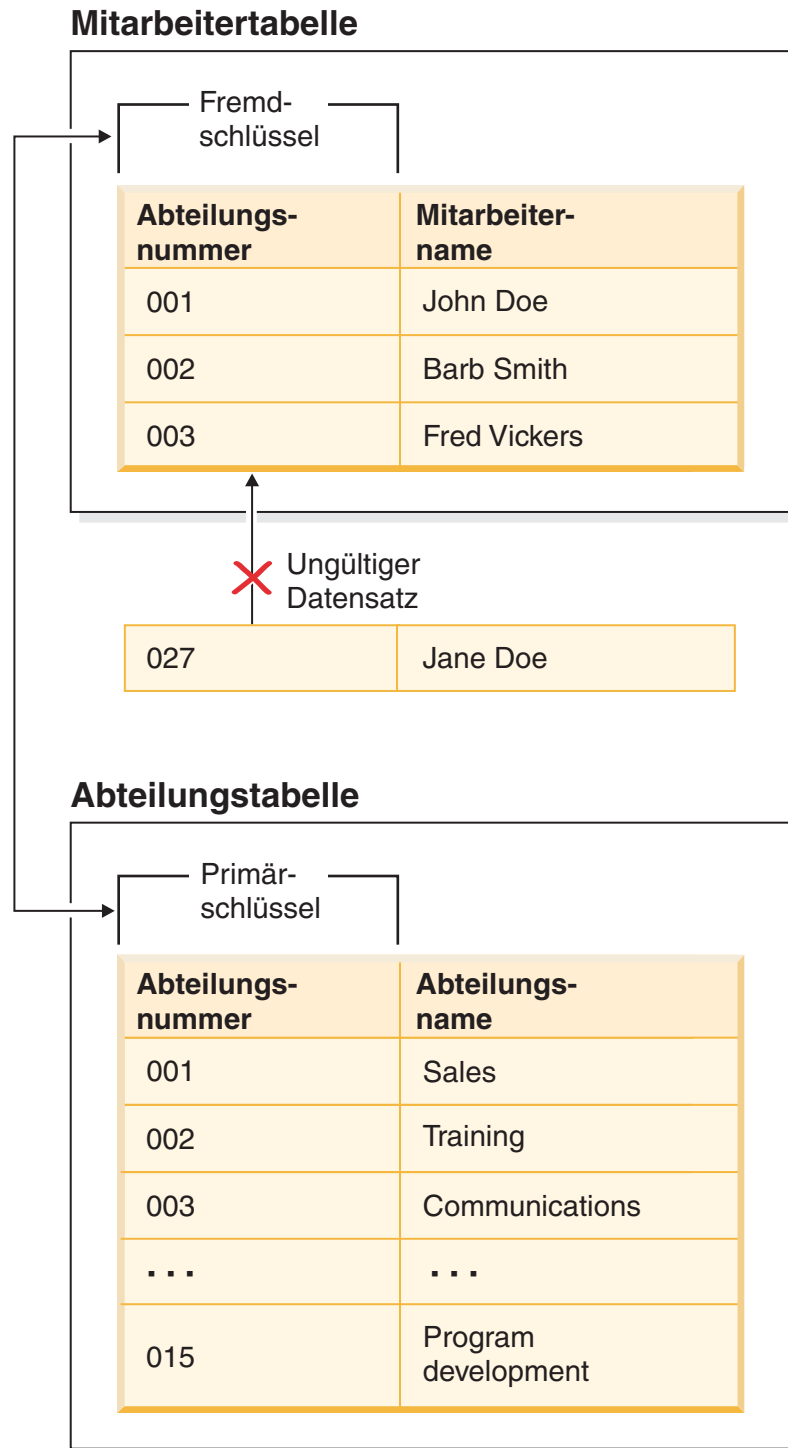 Mitarbeitertabelle
Fremd-
schlüssel
Abteilungs-
nummer
Mitarbeiter-
name
001
John Doe
002
Barb Smith
003
Fred Vickers
Ungültiger
Datensatz
027
Jane Doe
Abteilungstabelle
Primär-
schlüssel
Abteilungs-
nummer
Abteilungs-
name
001
Sales
002
Training
003
Communications
...
...
015
Program
development